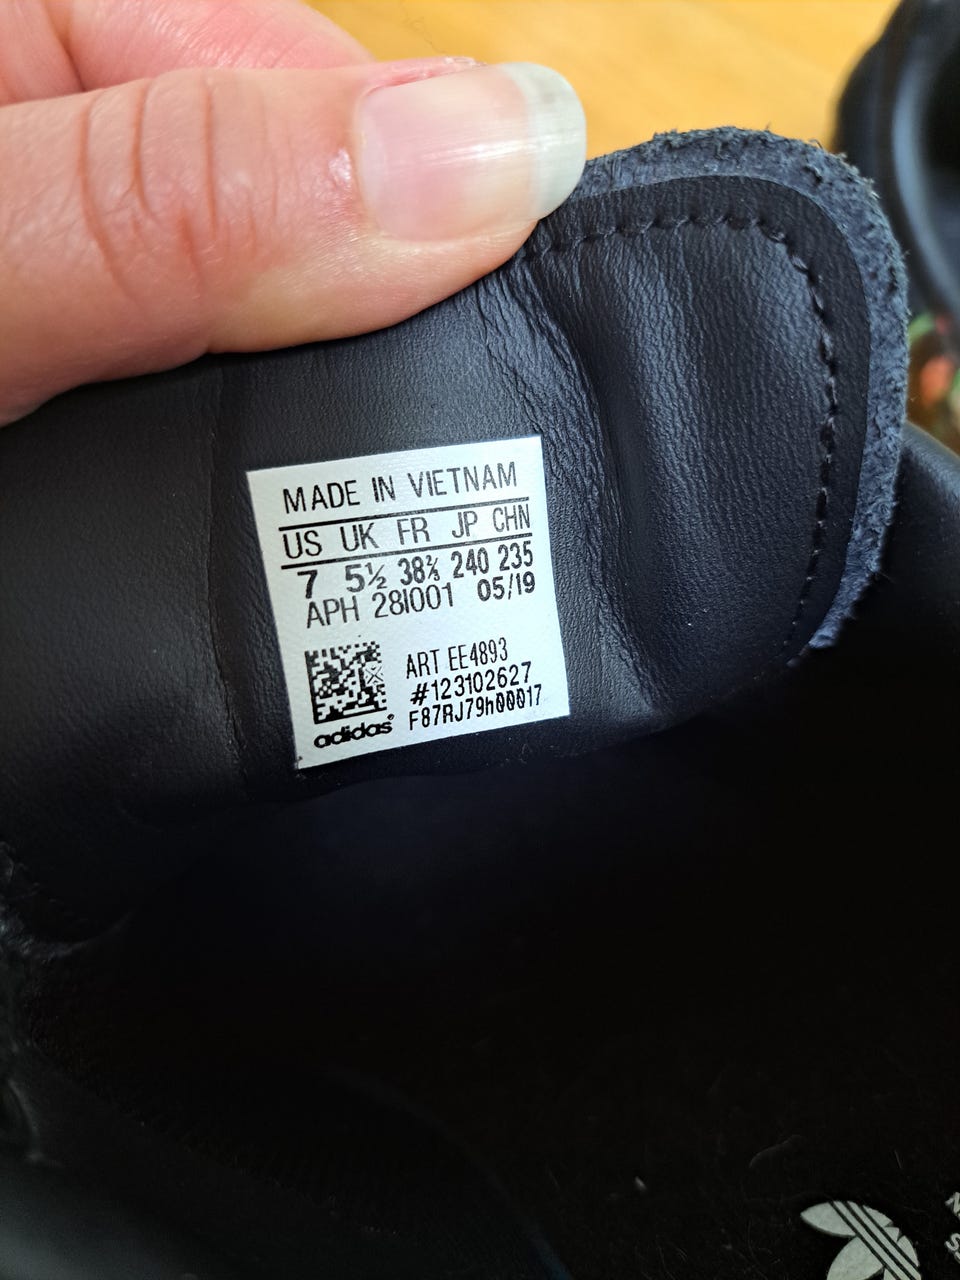 MADE IN VIETNAM
US UK FR JP CHN
7 5½ 38⅔ 240 235
APH 28I001 05/19
ART EE4893
#123102627
F87RJ79h00017
adidas®